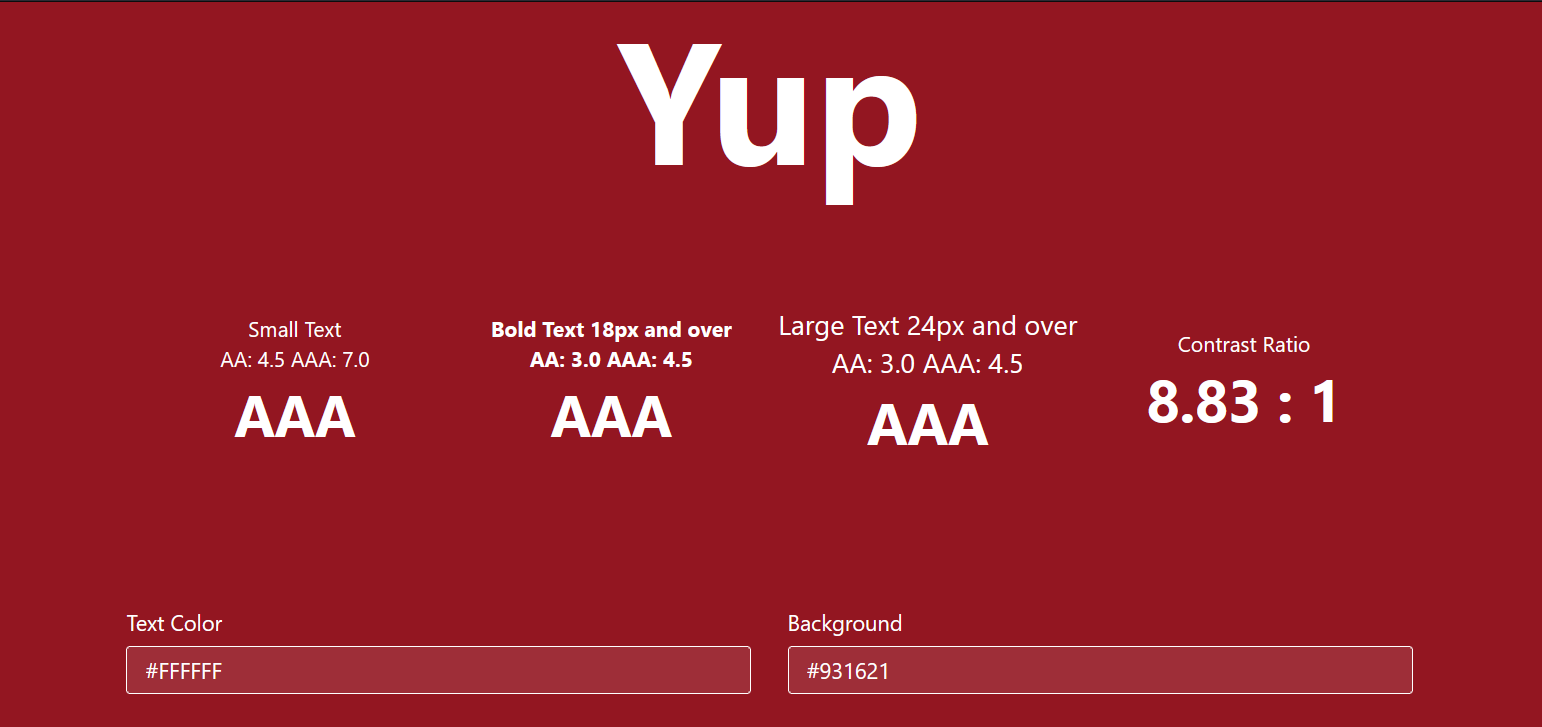 Yup
Small Text
AA: 4.5 AAA: 7.0
AAA
Bold Text 18px and over
AA: 3.0 AAA: 4.5
AAA
Large Text 24px and over
AA: 3.0 AAA: 4.5
AAA
Contrast Ratio
8.83 : 1
Text Color
#FFFFFF
Background
#931621